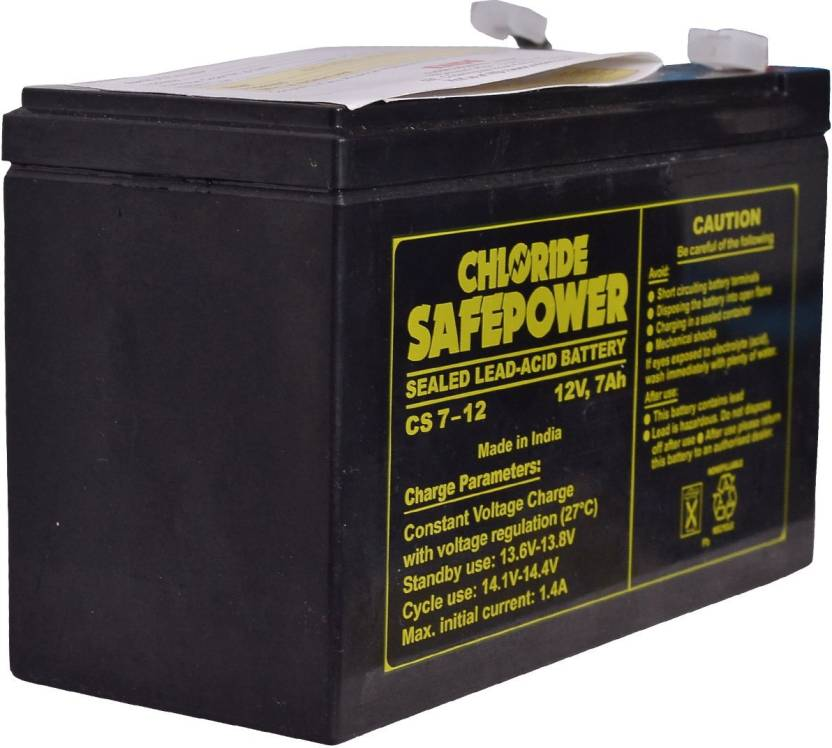 CHLORIDE
SAFEPOWER
SEALED LEAD-ACID BATTERY
12V, 7Ah
CS 7-12
Made in India
Charge Parameters:
Constant Voltage Charge
with voltage regulation (27°C)
Standby use: 13.6V-13.8V
Cycle use: 14.1V-14.4V
Max. initial current: 1.4A
CAUTION
Be careful of the following
Avoid:
● Short circuiting battery terminals
● Disposing the battery into open flame
● Charging in a sealed container
● Mechanical shocks
If eyes exposed to electrolyte (acid),
wash immediately with plenty of water.
After use:
● This battery contains lead
● Lead is hazardous. Do not dispose
off after use ● After use please return
this battery to an authorised dealer.
NONSPILLABLE
Pb
RECYCLE